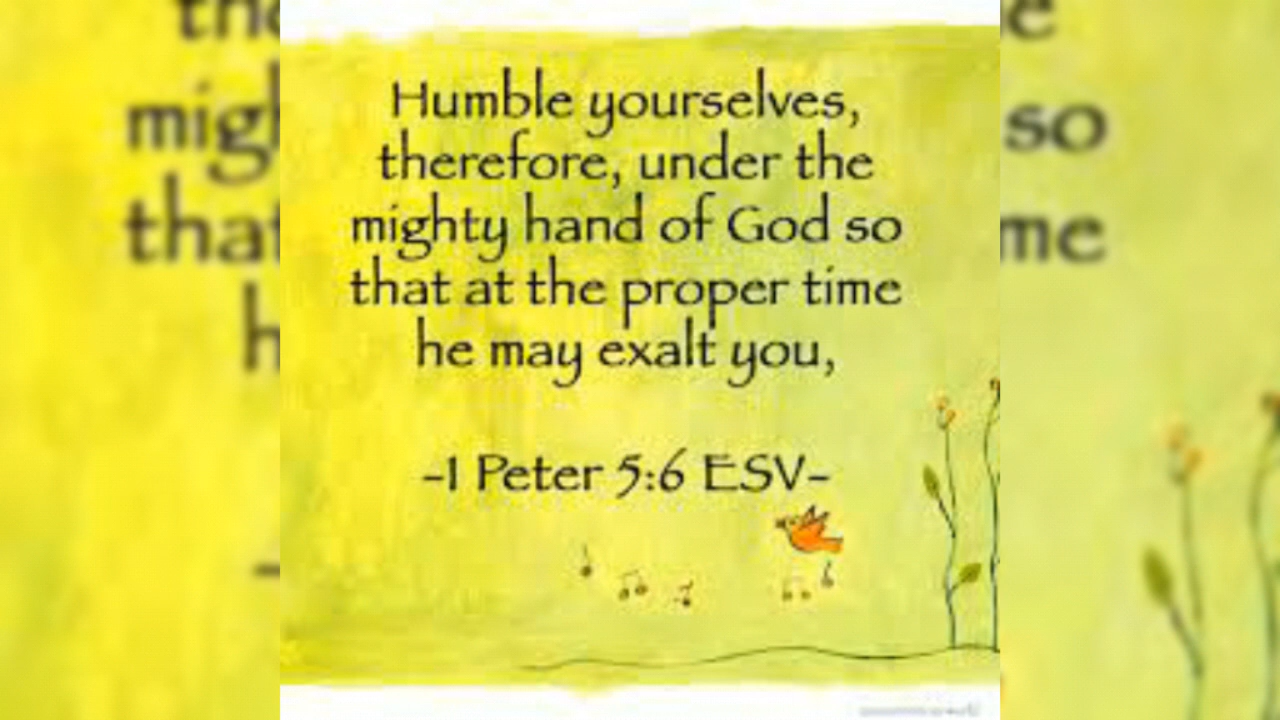 Humble yourselves,
therefore, under the
mighty hand of God so
that at the proper time
he may exalt you,
-1 Peter 5:6 ESV-